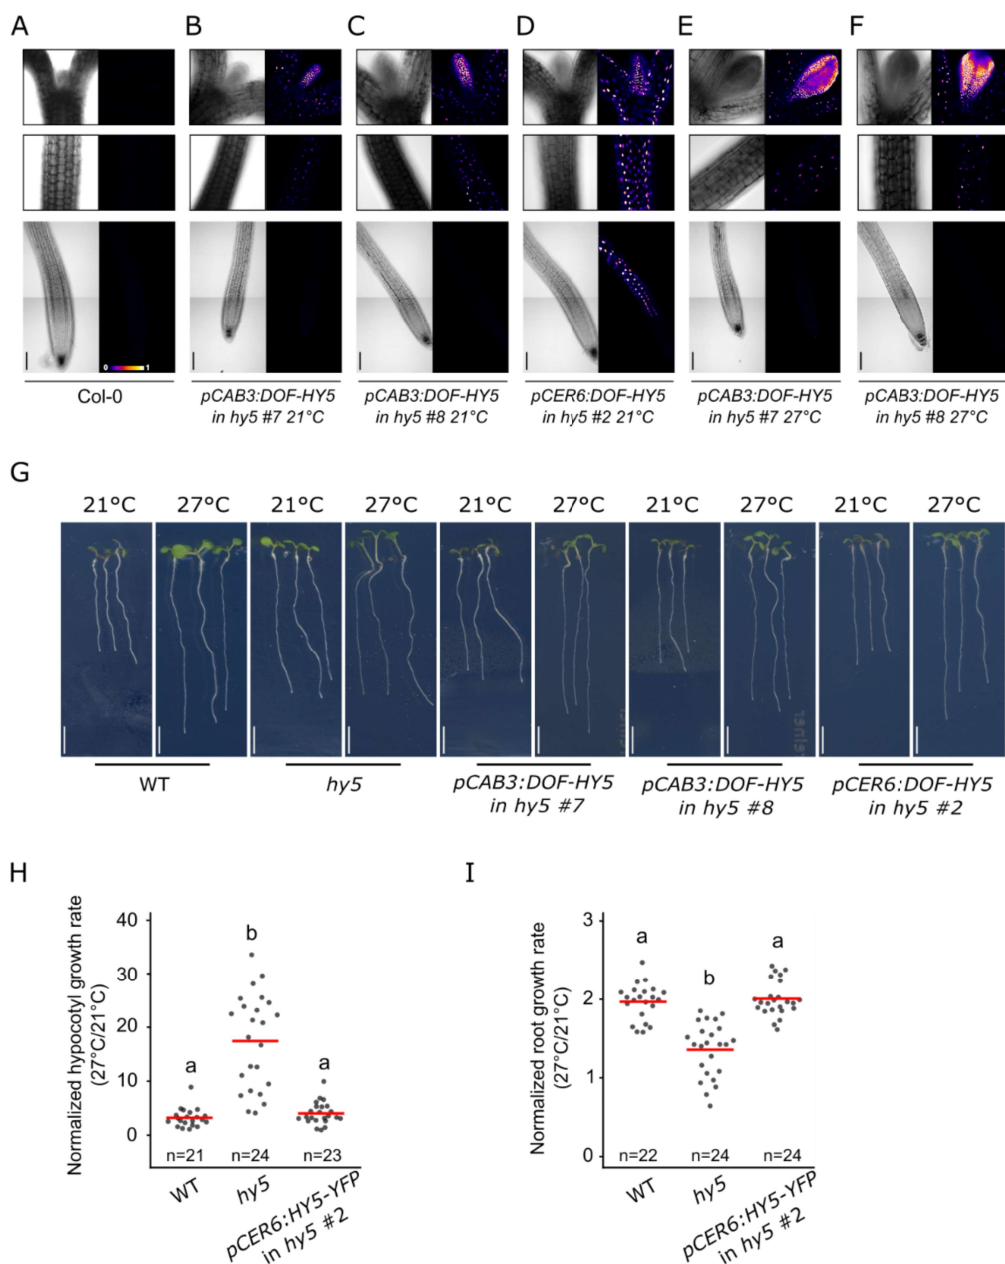 A B C D E F
0 1
Col-0
pCAB3:DOF-HY5
in hy5 #7 21°C
pCAB3:DOF-HY5
in hy5 #8 21°C
pCER6:DOF-HY5
in hy5 #2 21°C
pCAB3:DOF-HY5
in hy5 #7 27°C
pCAB3:DOF-HY5
in hy5 #8 27°C
G
21°C 27°C 21°C 27°C 21°C 27°C 21°C 27°C 21°C 27°C
WT
hy5
pCAB3:DOF-HY5
in hy5 #7
pCAB3:DOF-HY5
in hy5 #8
pCER6:DOF-HY5
in hy5 #2
H
Normalized hypocotyl growth rate
(27°C/21°C)
40
30
20
10
0
a
b
a
n=21 n=24 n=23
WT
hy5
pCER6:HY5-YFP
in hy5 #2
I
Normalized root growth rate
(27°C/21°C)
3
2
1
0
a
b
a
n=22 n=24 n=24
WT
hy5
pCER6:HY5-YFP
in hy5 #2